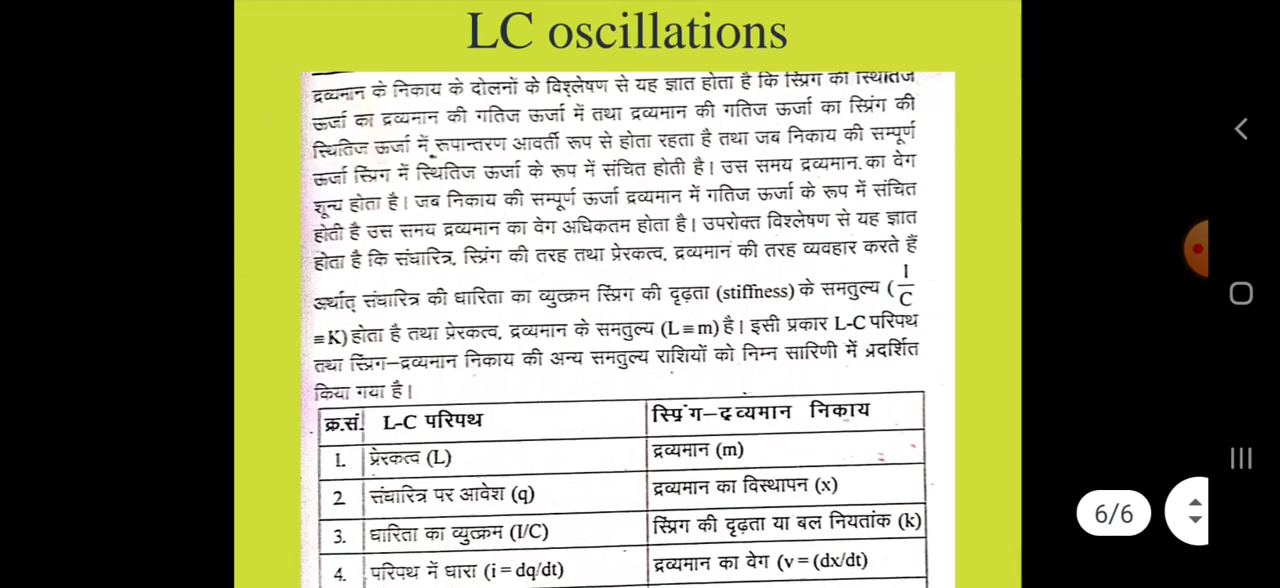 LC oscillations
द्रव्यमान के निकाय के दोलनों के विश्लेषण से यह ज्ञात होता है कि स्प्रिंग की स्थितिज
ऊर्जा का द्रव्यमान की गतिज ऊर्जा में तथा द्रव्यमान की गतिज ऊर्जा का स्प्रिंग की
स्थितिज ऊर्जा में रूपान्तरण आवर्ती रूप से होता रहता है तथा जब निकाय की सम्पूर्ण
ऊर्जा स्प्रिग में स्थितिज ऊर्जा के रूप में संचित होती है। उस समय द्रव्यमान का वेग
शून्य होता है। जब निकाय की सम्पूर्ण ऊर्जा द्रव्यमान में गतिज ऊर्जा के रूप में संचित
होती है उस समय द्रव्यमान का वेग अधिकतम होता है। उपरोक्त विश्लेषण से यह ज्ञात
होता है कि संधारित्र, स्प्रिंग की तरह तथा प्रेरकत्व, द्रव्यमान की तरह व्यवहार करते हैं
अर्थात् संधारित्र की धारिता का व्युत्क्रम स्प्रिंग की दृढ़ता (stiffness) के समतुल्य (1/C
≡K) होता है तथा प्रेरकत्व, द्रव्यमान के समतुल्य (L≡m) है। इसी प्रकार L-C परिपथ
तथा स्प्रिंग–द्रव्यमान निकाय की अन्य समतुल्य राशियों को निम्न सारिणी में प्रदर्शित
किया गया है।
क्र.सं. L-C परिपथ स्प्रिंग–द्रव्यमान निकाय
1. प्रेरकत्व (L) द्रव्यमान (m)
2 संधारित्र पर आवेश (q) द्रव्यमान का विस्थापन (x)
3. धारिता का व्युत्क्रम (1/C) स्प्रिंग की दृढ़ता या बल नियतांक (k)
4. परिपथ में धारा (i = dq/dt) द्रव्यमान का वेग (v = (dx/dt)
6/6